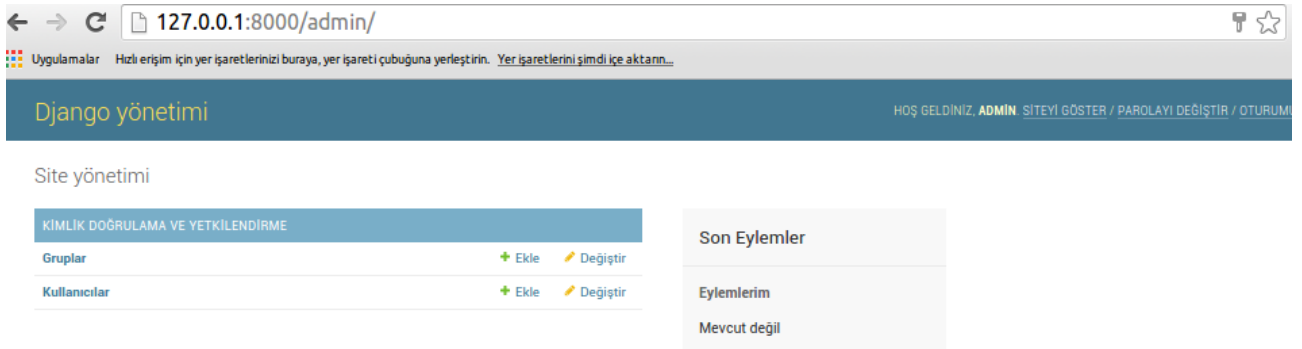 127.0.0.1:8000/admin/
Uygulamalar Hızlı erişim için yer işaretlerinizi buraya, yer işareti çubuğuna yerleştirin. Yer işaretlerini şimdi içe aktarın...
Django yönetimi
HOŞ GELDİNİZ, ADMIN. SİTEYİ GÖSTER / PAROLAYI DEĞİŞTİR / OTURUMU
Site yönetimi
KİMLİK DOĞRULAMA VE YETKİLENDİRME
Gruplar Ekle Değiştir
Kullanıcılar Ekle Değiştir
Son Eylemler
Eylemlerim
Mevcut değil